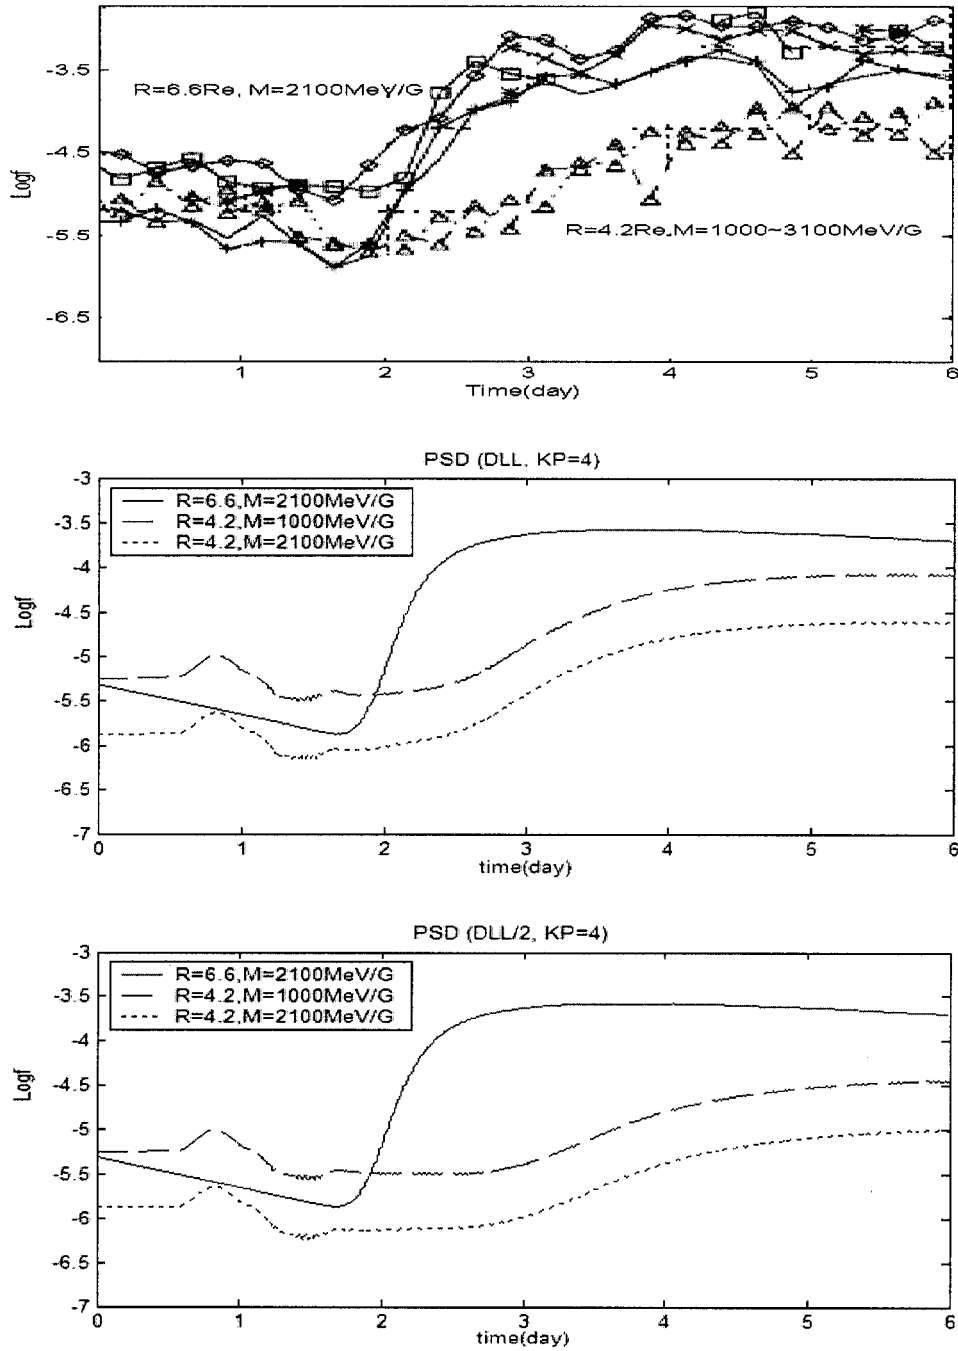 -3.5
R=6.6Re, M=2100MeV/G
-4.5
Logf
-5.5
R=4.2Re,M=1000~3100MeV/G
-6.5
1 2 3 4 5 6
Time(day)
PSD (DLL, KP=4)
-3
R=6.6,M=2100MeV/G
-3.5
R=4.2,M=1000MeV/G
R=4.2,M=2100MeV/G
-4
-4.5
Logf
-5
-5.5
-6
-6.5
-7
0 1 2 3 4 5 6
time(day)
PSD (DLL/2, KP=4)
-3
R=6.6,M=2100MeV/G
-3.5
R=4.2,M=1000MeV/G
R=4.2,M=2100MeV/G
-4
-4.5
Logf
-5
-5.5
-6
-6.5
-7
0 1 2 3 4 5 6
time(day)